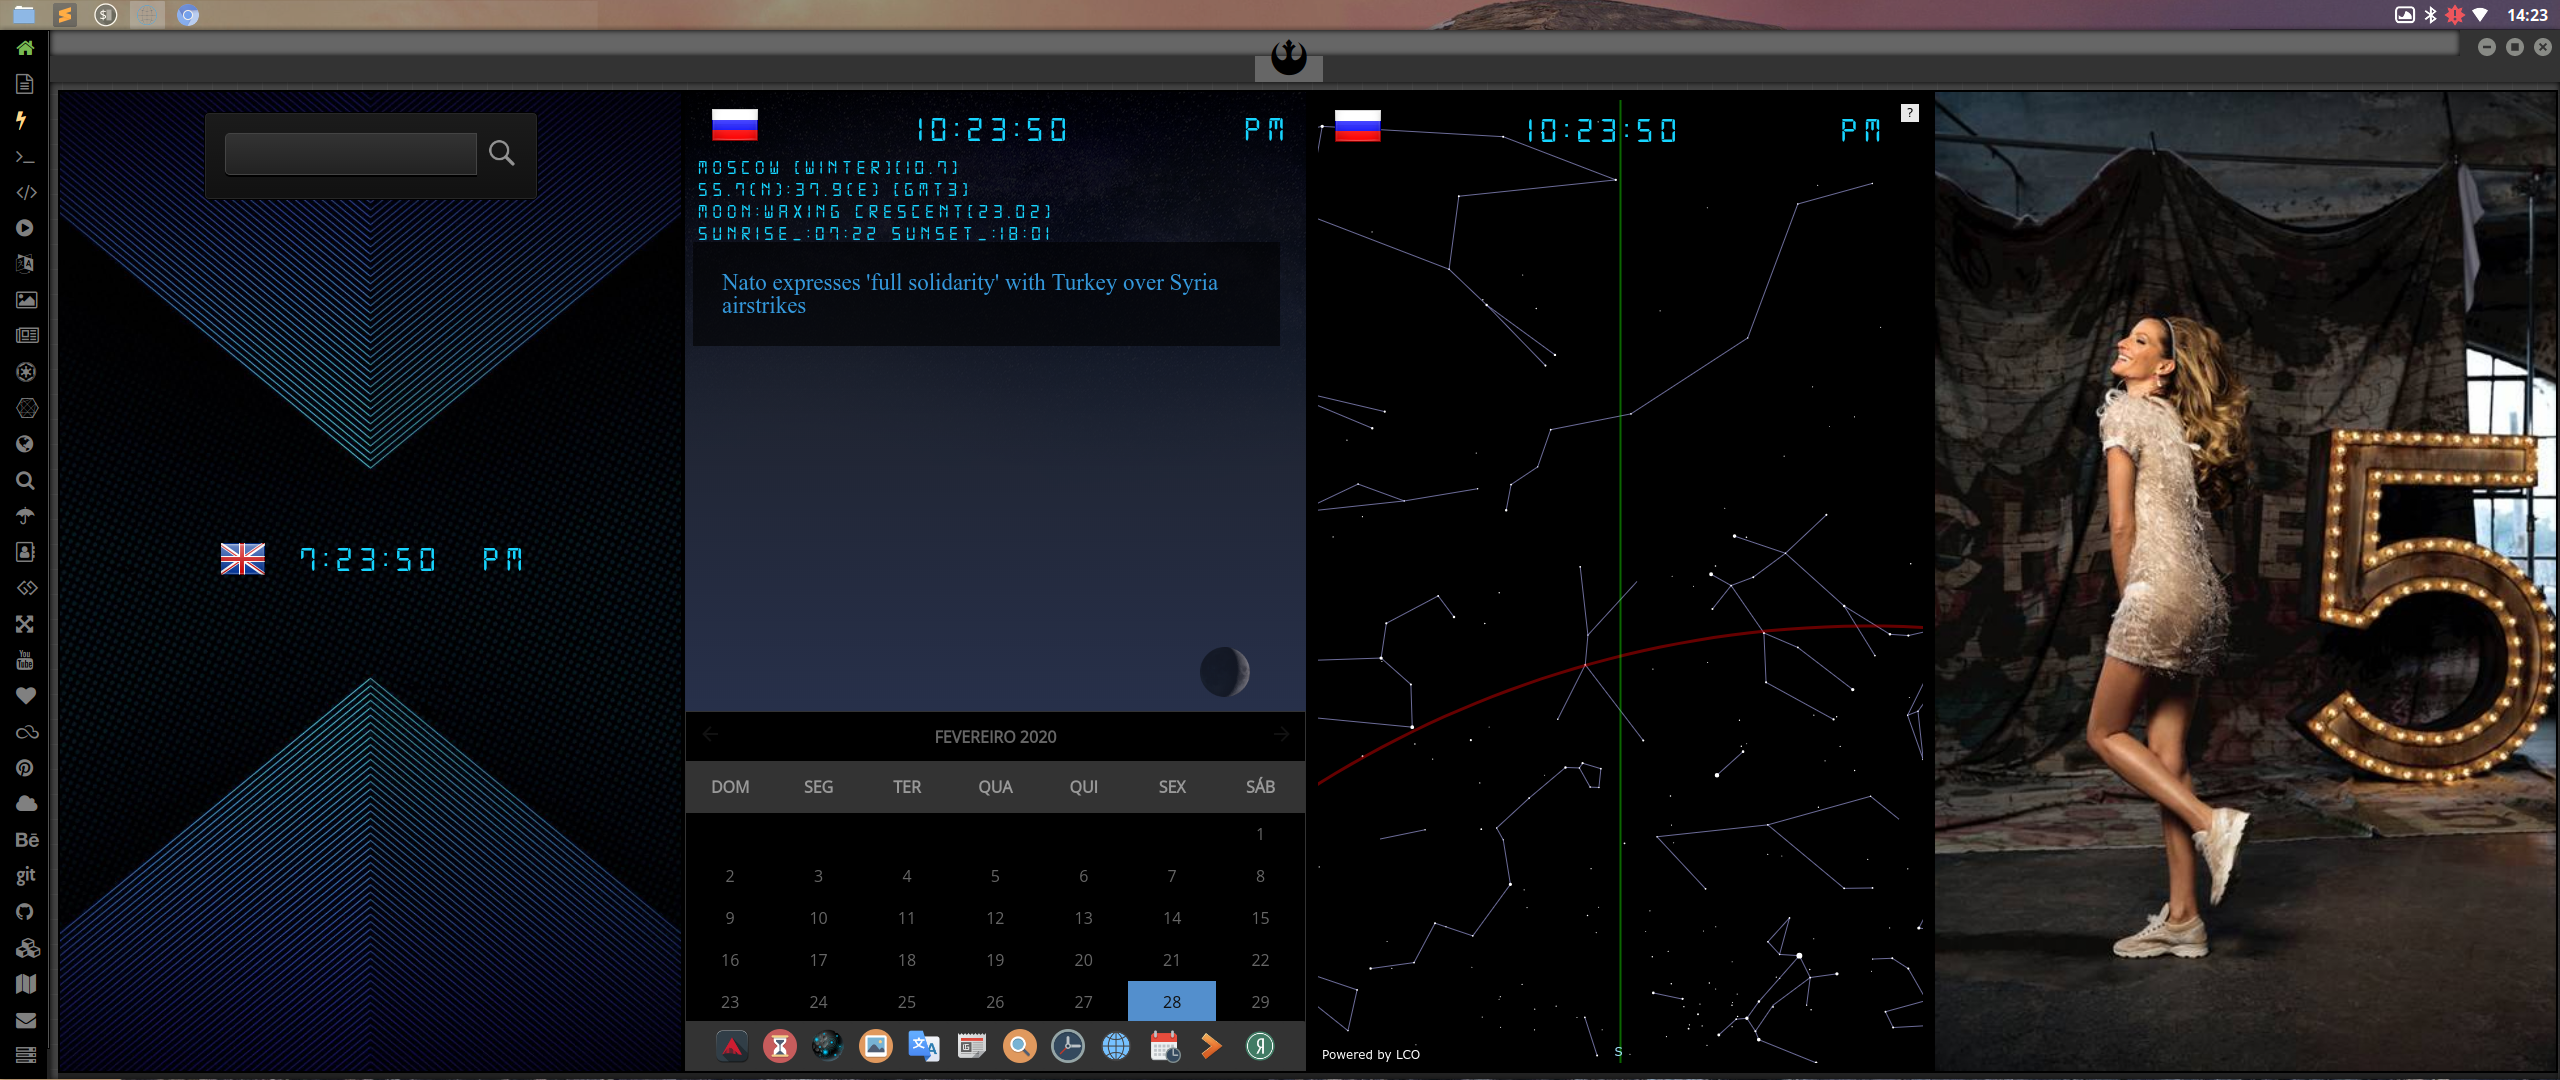 14:23
$
You
Tube
Bē
git
7:23:50 PM
10:23:50 PM
MOSCOW (WINTER)(10.7)
55.7(N):37.9(E) (GMT3)
MOON:WAXING CRESCENT(23.02)
SUNRISE_:07:22 SUNSET_:18:01
Nato expresses 'full solidarity' with Turkey over Syria
airstrikes
FEVEREIRO 2020
DOM SEG TER QUA QUI SEX SÁB
1
2 3 4 5 6 7 8
9 10 11 12 13 14 15
16 17 18 19 20 21 22
23 24 25 26 27 28 29
文 A
Я
10:23:50 PM
?
S
Powered by LCO
5